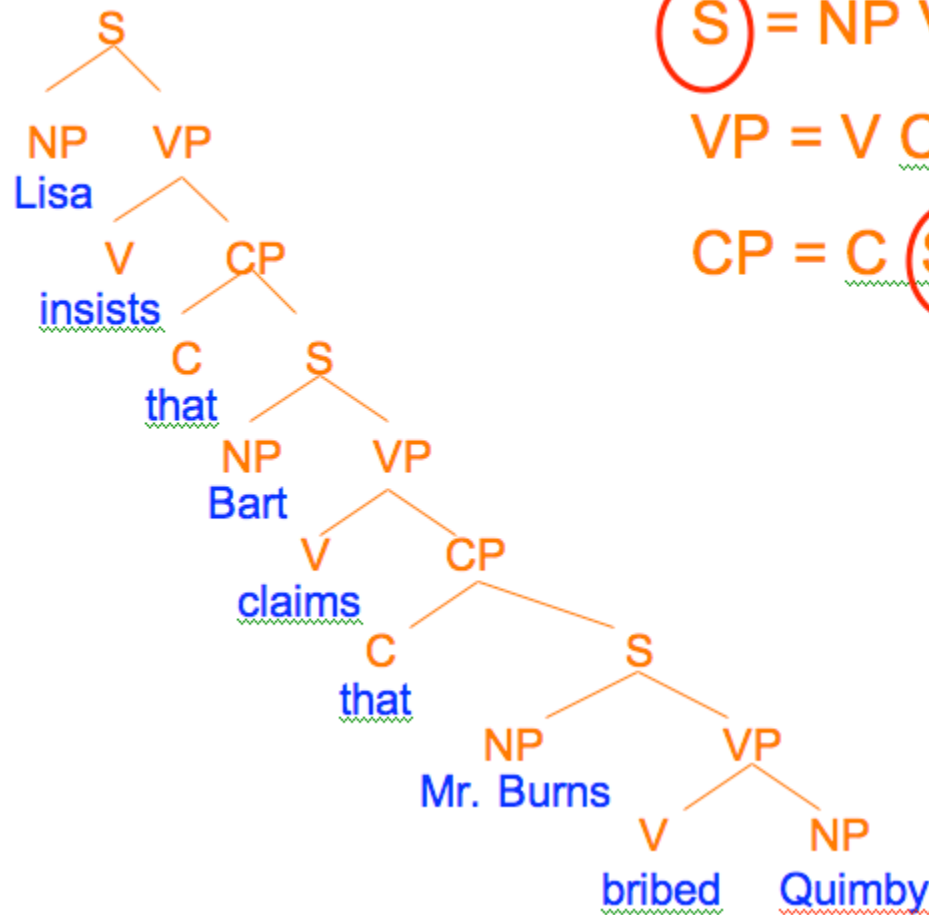 S
S = NP
NP VP
VP = V
Lisa
V CP
CP = C
insists
C S
that
NP VP
Bart
V CP
claims
C S
that
NP VP
Mr. Burns
V NP
bribed Quimby